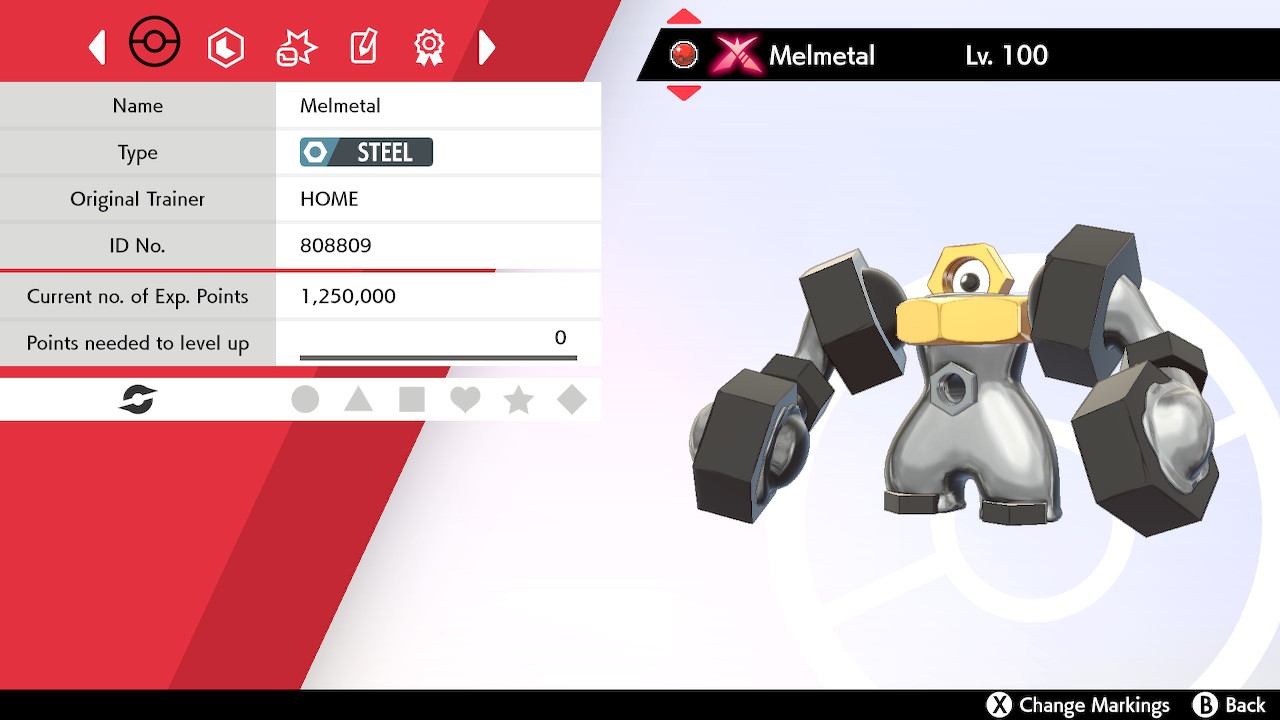 Melmetal Lv. 100
Name Melmetal
Type STEEL
Original Trainer HOME
ID No. 808809
Current no. of Exp. Points 1,250,000
Points needed to level up 0
X Change Markings B Back